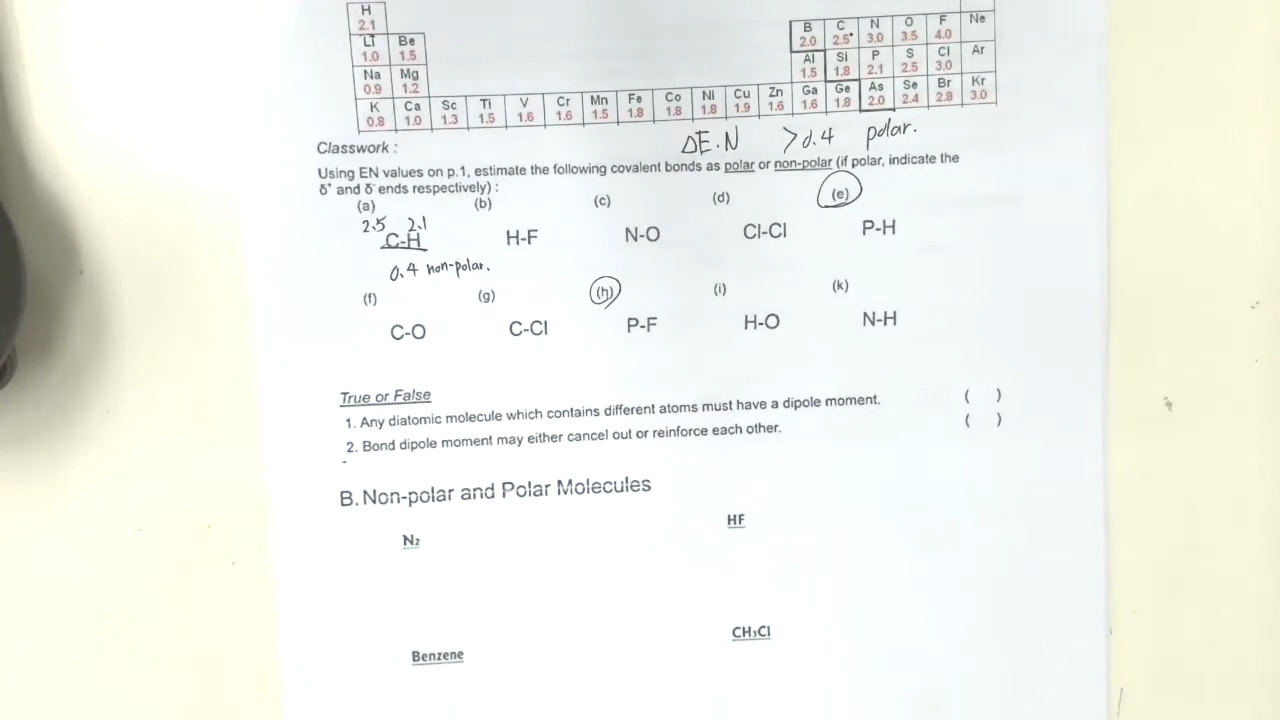 H
2.1
B C N O F Ne
2.0 2.5* 3.0 3.5 4.0
Li Be
1.0 1.5
Al Si P S Cl Ar
1.5 1.8 2.1 2.5 3.0
Na Mg
0.9 1.2
K Ca Sc Ti V Cr Mn Fe Co Ni Cu Zn Ga Ge As Se Br Kr
0.8 1.0 1.3 1.5 1.6 1.6 1.5 1.8 1.8 1.8 1.9 1.6 1.6 1.8 2.0 2.4 2.8 3.0
ΔE.N >0.4 polar.
Classwork :
Using EN values on p.1, estimate the following covalent bonds as polar or non-polar (if polar, indicate the
δ⁺ and δ⁻ ends respectively) :
(a) (b) (c) (d) (e)
2.5 2.1
C-H H-F N-O Cl-Cl P-H
0.4 non-polar.
(f) (g) (h) (i) (k)
C-O C-Cl P-F H-O N-H
True or False
1. Any diatomic molecule which contains different atoms must have a dipole moment. ( )
2. Bond dipole moment may either cancel out or reinforce each other. ( )
B. Non-polar and Polar Molecules
N₂ HF
Benzene CH₃Cl